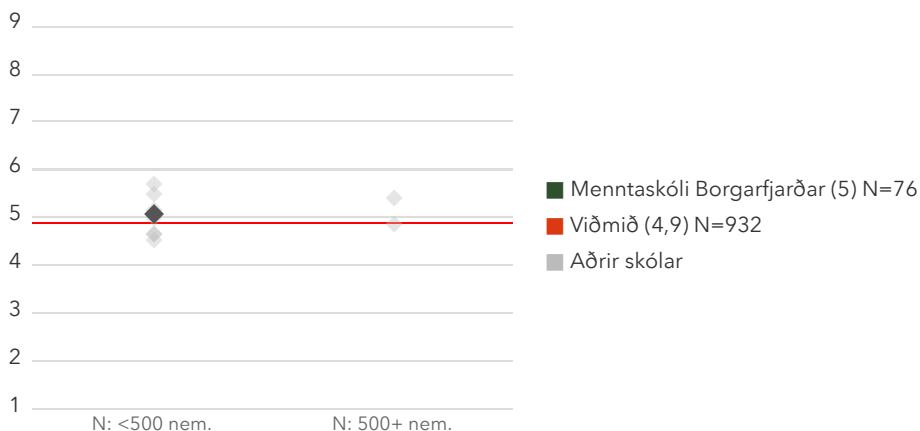 9
8
7
6
5
4
3
2
1
N: <500 nem.
N: 500+ nem.
Menntaskóli Borgarfjarðar (5) N=76
Viðmið (4,9) N=932
Aðrir skólar